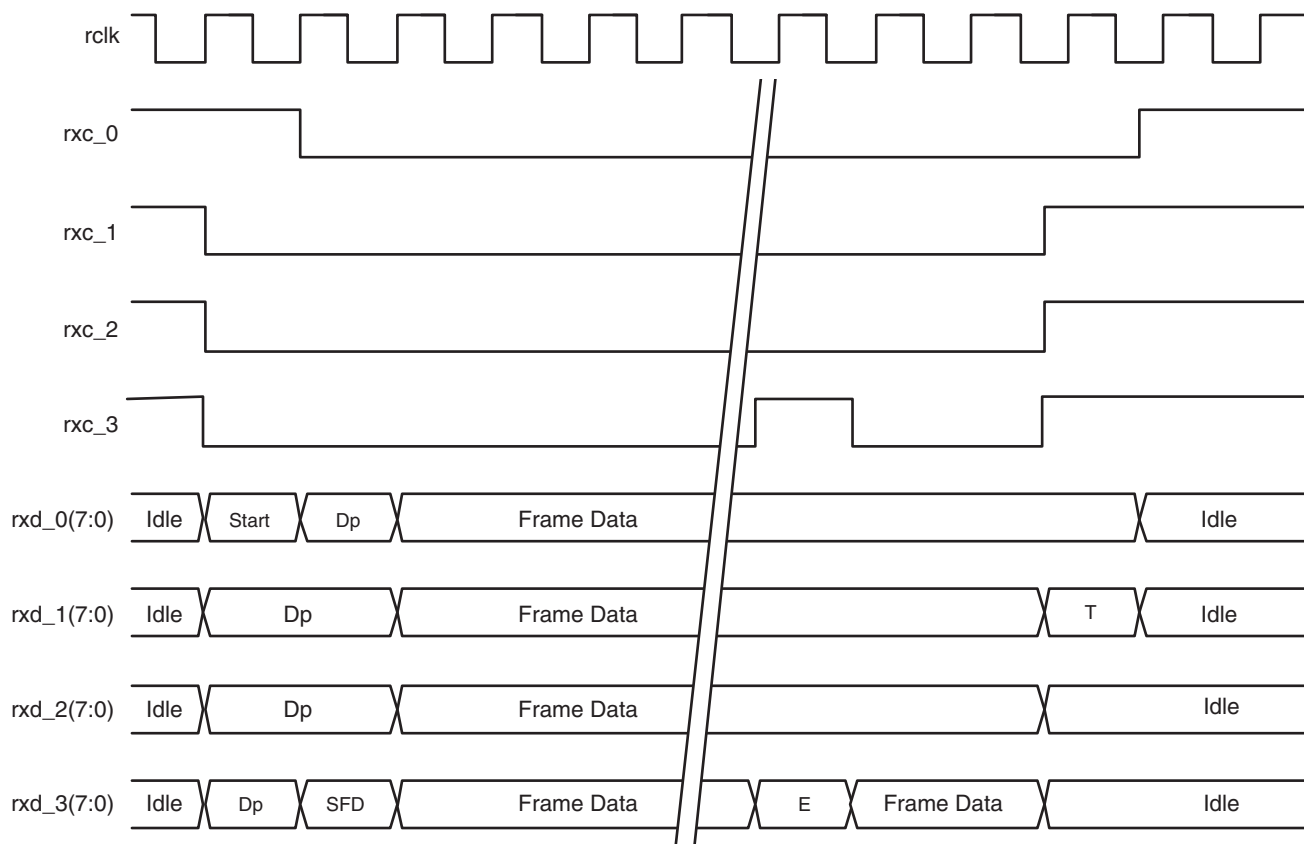 rclk
rxc_0
rxc_1
rxc_2
rxc_3
rxd_0(7:0) Idle Start Dp Frame Data Idle
rxd_1(7:0) Idle Dp Frame Data T Idle
rxd_2(7:0) Idle Dp Frame Data Idle
rxd_3(7:0) Idle Dp SFD Frame Data E Frame Data Idle